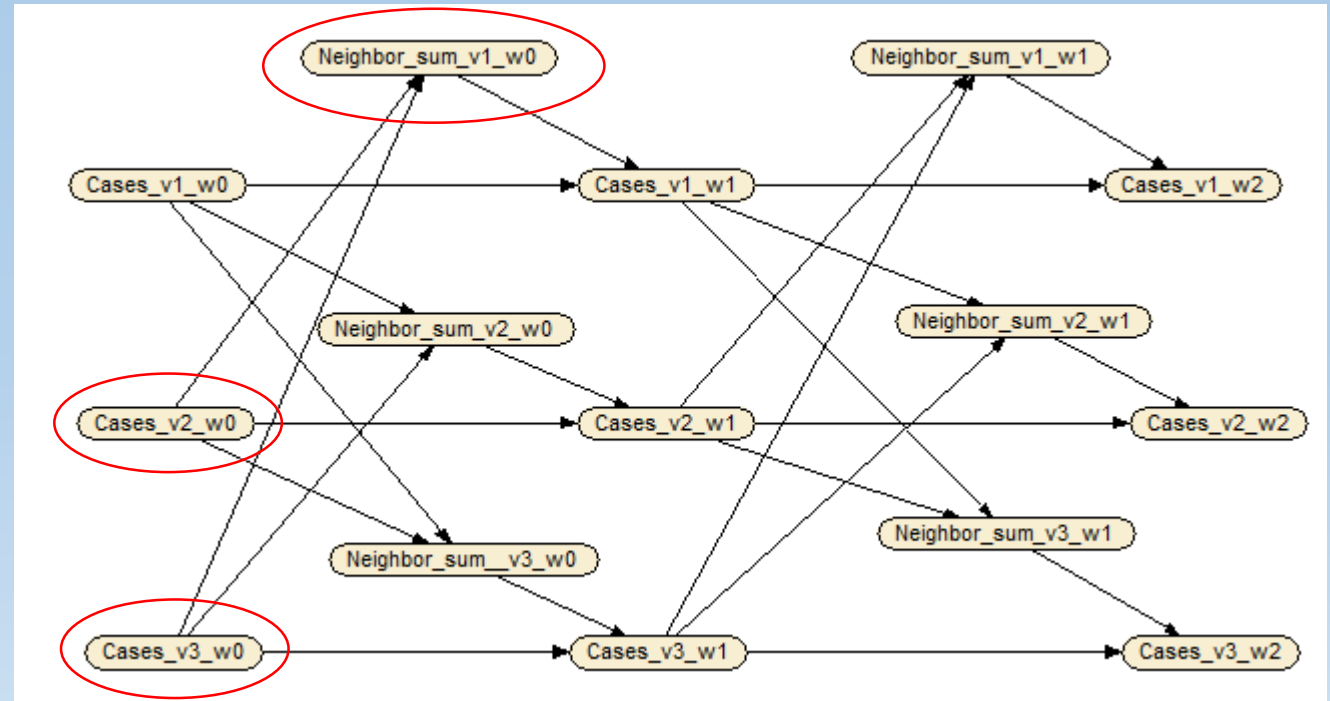 Neighbor_sum_v1_w0
Neighbor_sum_v1_w1
Cases_v1_w0
Cases_v1_w1
Cases_v1_w2
Neighbor_sum_v2_w0
Neighbor_sum_v2_w1
Cases_v2_w0
Cases_v2_w1
Cases_v2_w2
Neighbor_sum__v3_w0
Neighbor_sum_v3_w1
Cases_v3_w0
Cases_v3_w1
Cases_v3_w2